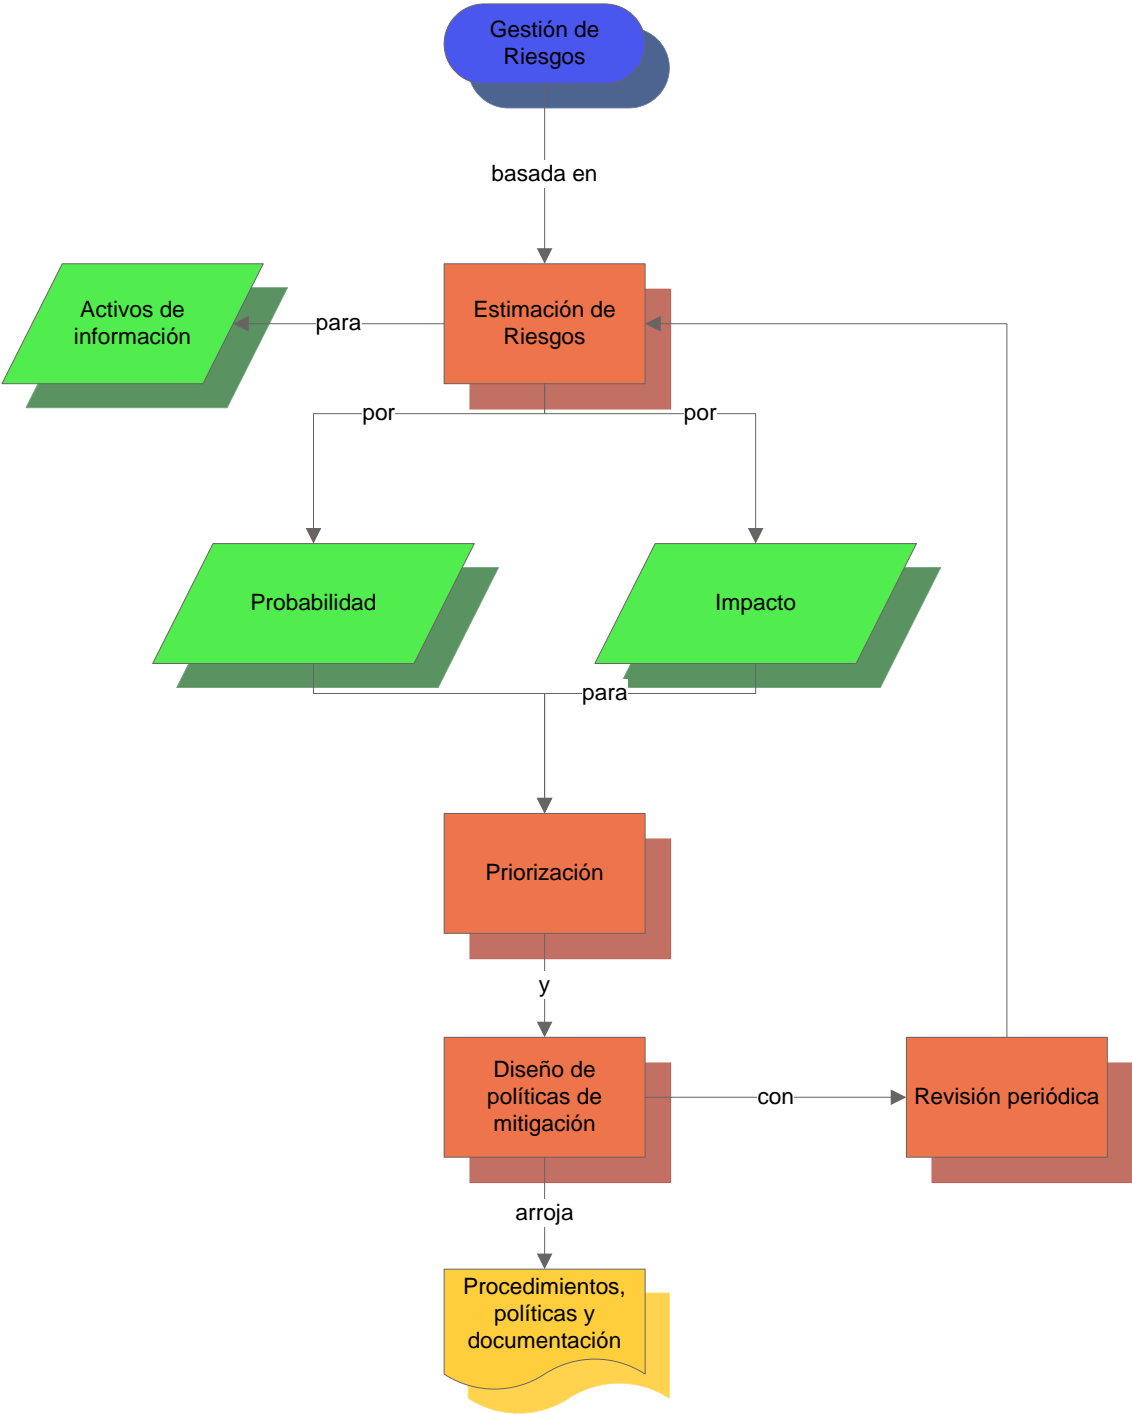 Gestión de
Riesgos
basada en
Activos de
información
para
Estimación de
Riesgos
por
por
Probabilidad
Impacto
para
Priorización
y
Diseño de
políticas de
mitigación
con
Revisión periódica
arroja
Procedimientos,
políticas y
documentación